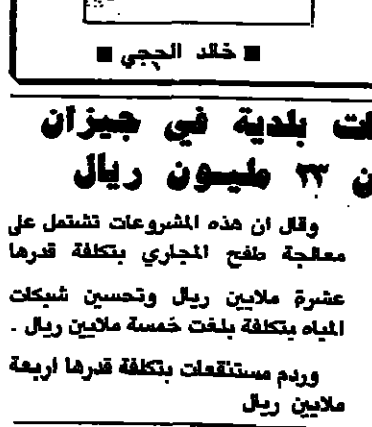 ■ خالد الحجي ■
ات بلدية في جيزان
ن ٢٣ مليون ريال
وقال ان هذه المشروعات تشتمل على
معالجة طفح المجاري بتكلفة قدرها
عشرة ملايين ريال وتحسين شبكات
المياه بتكلفة بلغت خمسة ملايين ريال .
وردم مستنقعات بتكلفة قدرها اربعة
ملايين ريال